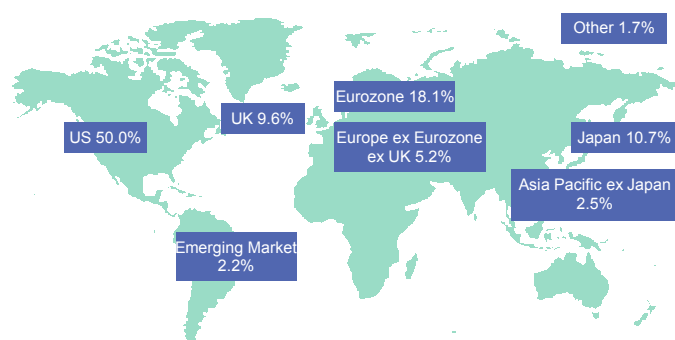 Other 1.7%
Eurozone 18.1%
UK 9.6%
US 50.0%
Europe ex Eurozone
ex UK 5.2%
Japan 10.7%
Asia Pacific ex Japan
2.5%
Emerging Market
2.2%